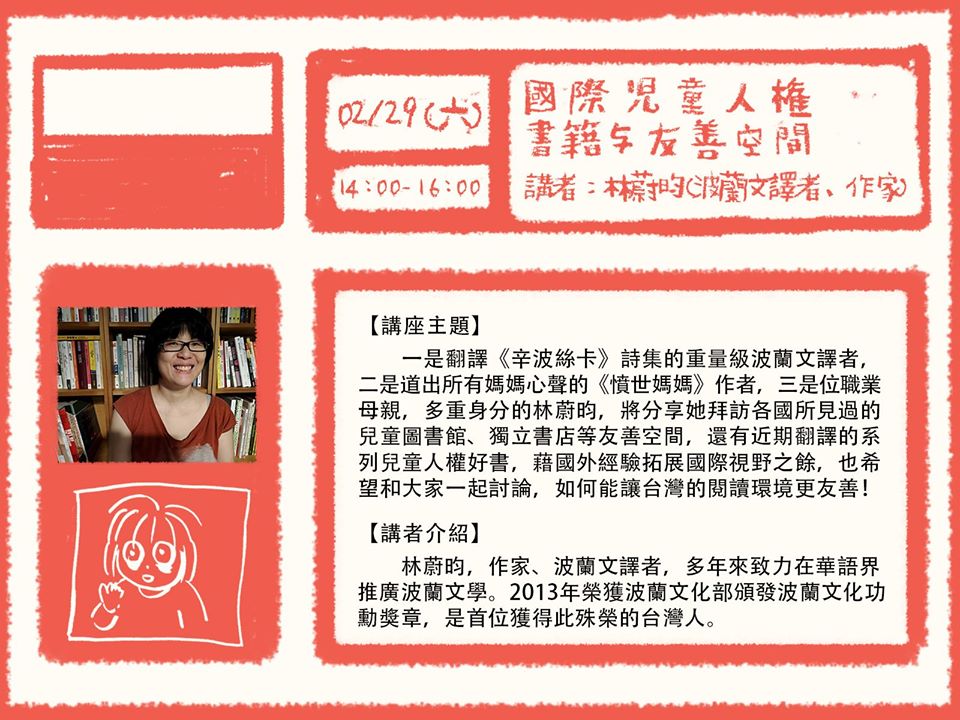 02/29(六)
14:00-16:00
國際児童人権
書籍与友善空間
講者：林蔚昀(波蘭文譯者、作家)
【講座主題】
一是翻譯《辛波絲卡》詩集的重量級波蘭文譯者，
二是道出所有媽媽心聲的《憤世媽媽》作者，三是位職業
母親，多重身分的林蔚昀，將分享她拜訪各國所見過的
兒童圖書館、獨立書店等友善空間，還有近期翻譯的系
列兒童人權好書，藉國外經驗拓展國際視野之餘，也希
望和大家一起討論，如何能讓台灣的閱讀環境更友善！
【講者介紹】
林蔚昀，作家、波蘭文譯者，多年來致力在華語界
推廣波蘭文學。2013年榮獲波蘭文化部頒發波蘭文化功
勳獎章，是首位獲得此殊榮的台灣人。